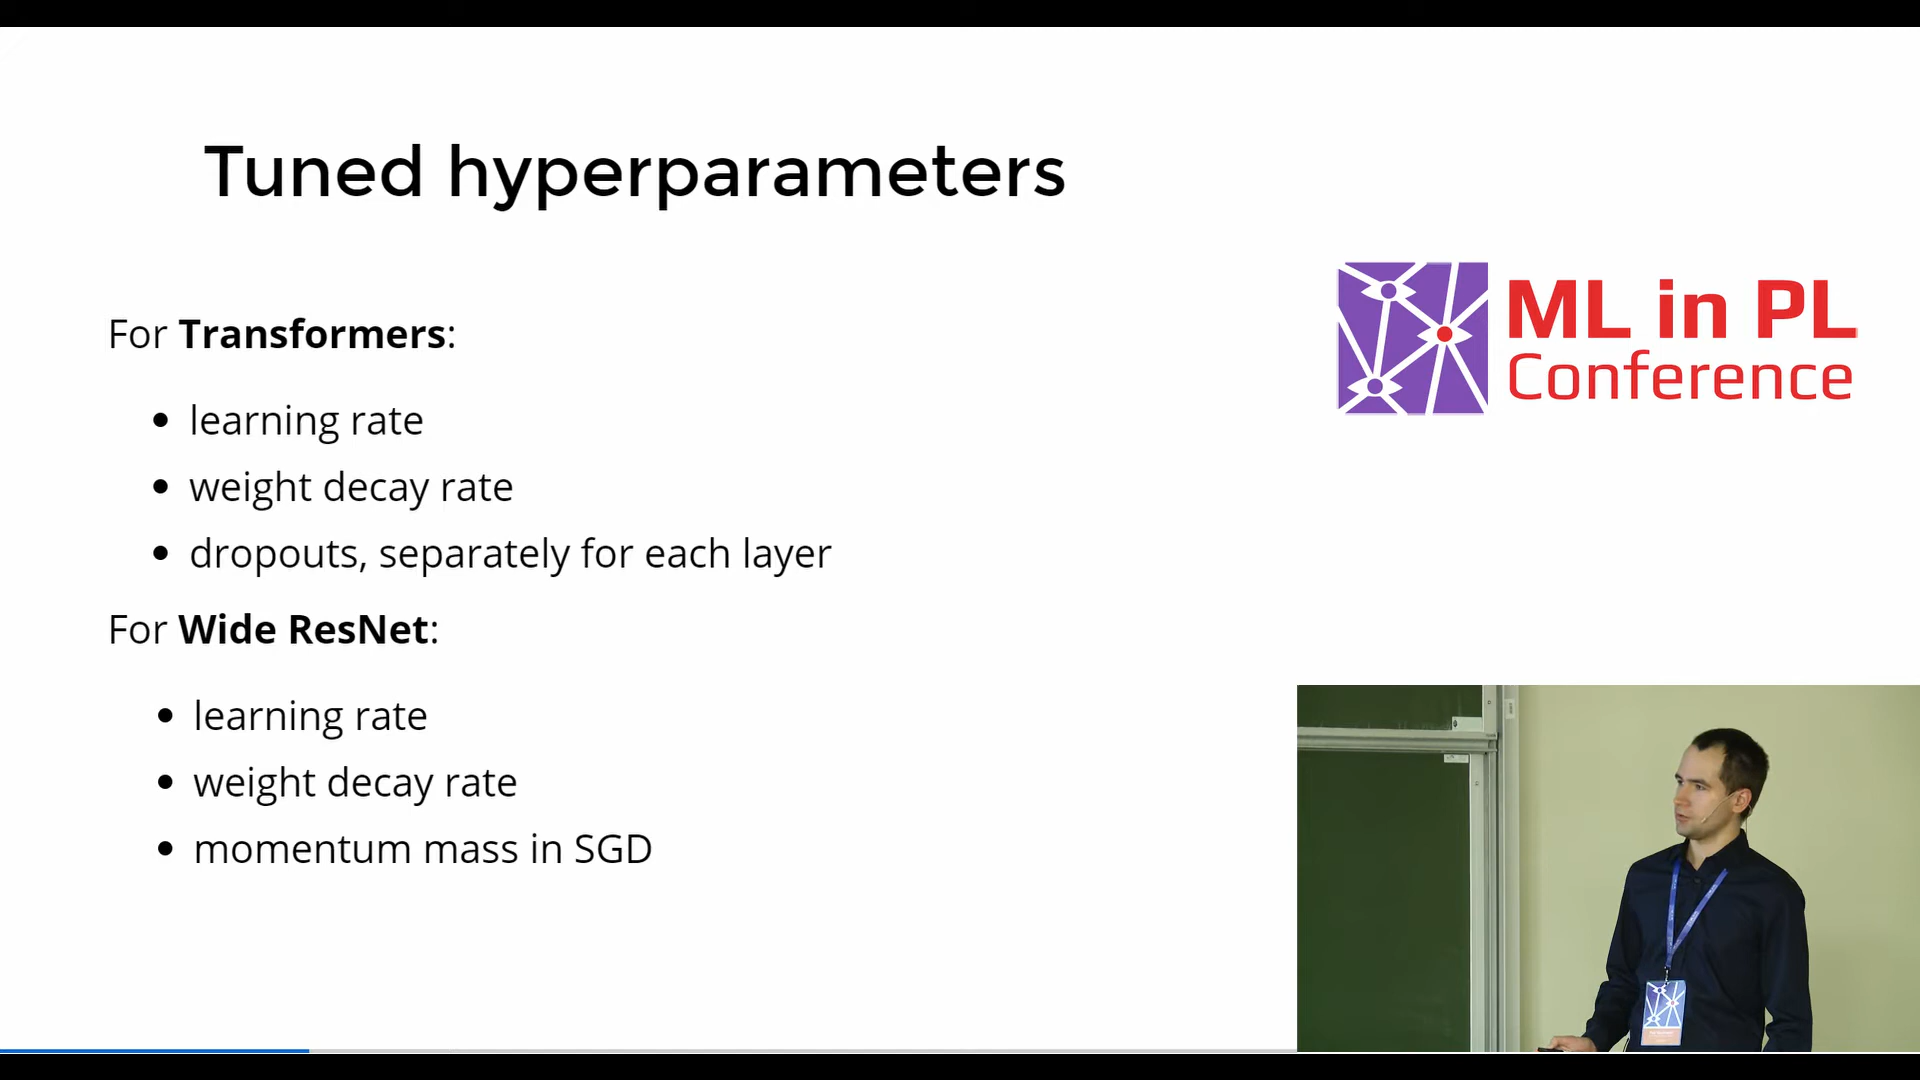 Tuned hyperparameters
For Transformers:
learning rate
weight decay rate
dropouts, separately for each layer
For Wide ResNet:
learning rate
weight decay rate
momentum mass in SGD
ML in PL
Conference